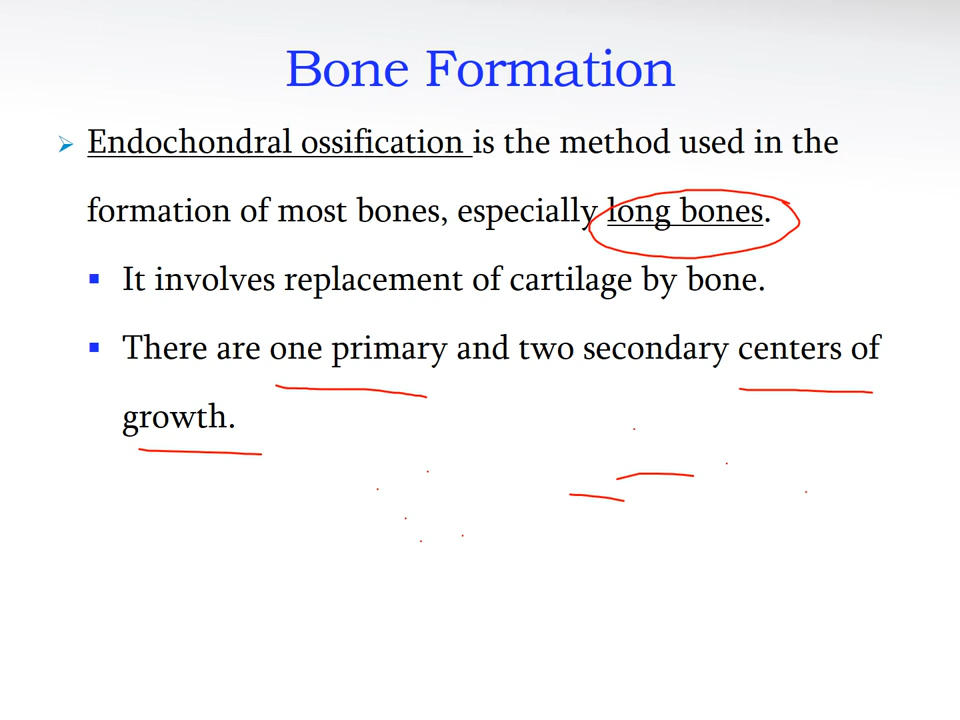 Bone Formation
Endochondral ossification is the method used in the
formation of most bones, especially long bones.
It involves replacement of cartilage by bone.
There are one primary and two secondary centers of
growth.